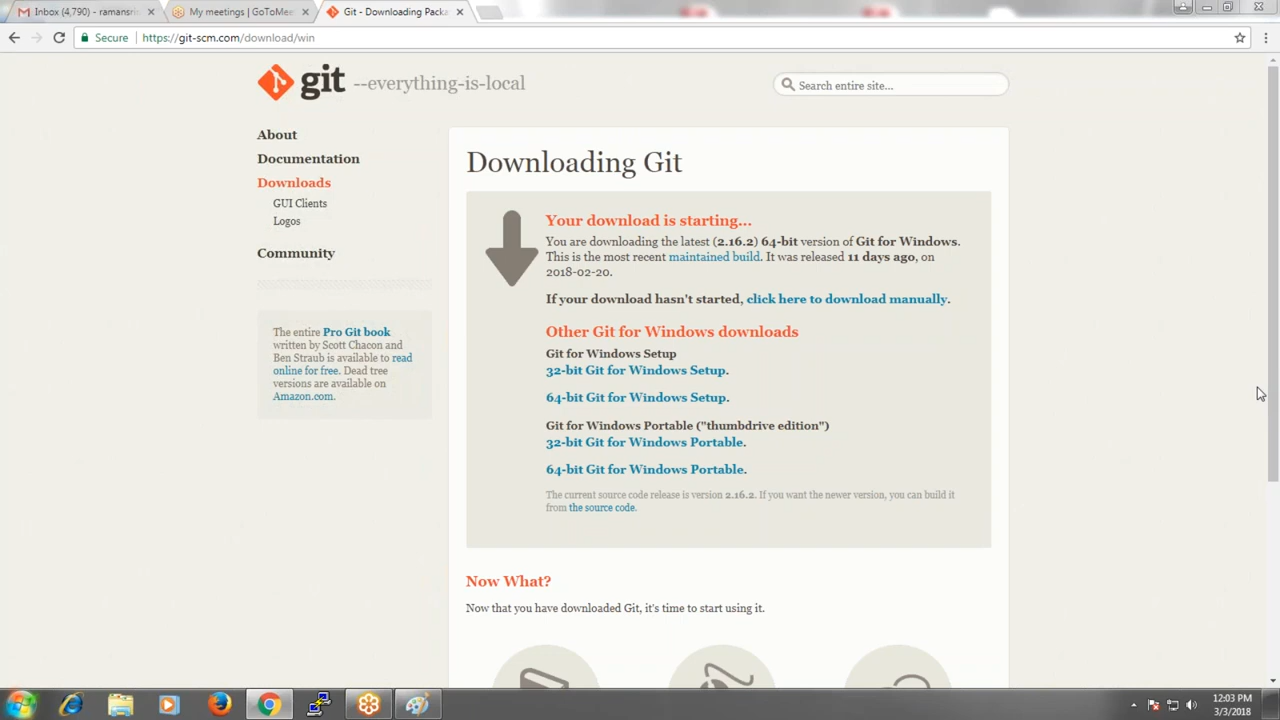 Inbox (4,790) - ramansri
My meetings | GoToMee
Git - Downloading Packa
Secure
https://git-scm.com/download/win
git --everything-is-local
Search entire site...
About
Documentation
Downloads
GUI Clients
Logos
Community
The entire Pro Git book
written by Scott Chacon and
Ben Straub is available to read
online for free. Dead tree
versions are available on
Amazon.com.
Downloading Git
Your download is starting...
You are downloading the latest (2.16.2) 64-bit version of Git for Windows.
This is the most recent maintained build. It was released 11 days ago, on
2018-02-20.
If your download hasn't started, click here to download manually.
Other Git for Windows downloads
Git for Windows Setup
32-bit Git for Windows Setup.
64-bit Git for Windows Setup.
Git for Windows Portable ("thumbdrive edition")
32-bit Git for Windows Portable.
64-bit Git for Windows Portable.
The current source code release is version 2.16.2. If you want the newer version, you can build it
from the source code.
Now What?
Now that you have downloaded Git, it's time to start using it.
12:03 PM
3/3/2018